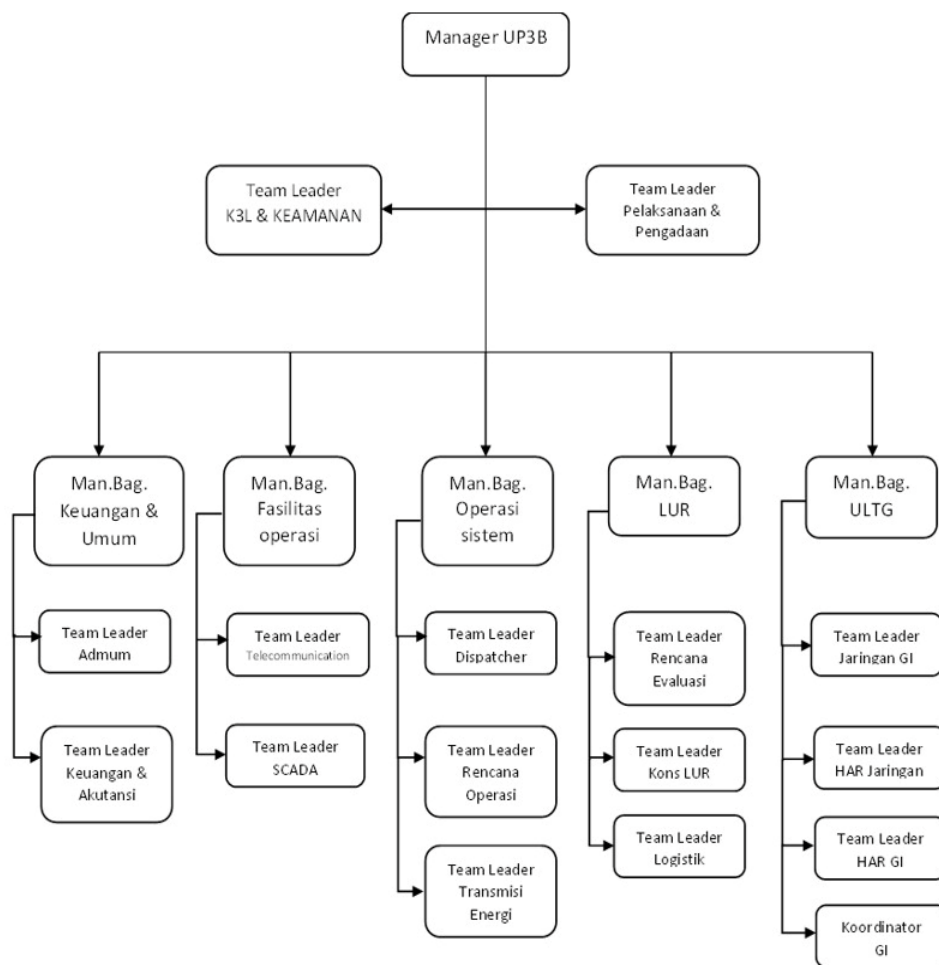 Manager UP3B
Team Leader
K3L & KEAMANAN
Team Leader
Pelaksanaan &
Pengadaan
Man.Bag.
Keuangan &
Umum
Man.Bag.
Fasilitas
operasi
Man.Bag.
Operasi
sistem
Man.Bag.
LUR
Man.Bag.
ULTG
Team Leader
Admum
Team Leader
Keuangan &
Akutansi
Team Leader
Telecommunication
Team Leader
SCADA
Team Leader
Dispatcher
Team Leader
Rencana
Operasi
Team Leader
Transmisi
Energi
Team Leader
Rencana
Evaluasi
Team Leader
Kons LUR
Team Leader
Logistik
Team Leader
Jaringan GI
Team Leader
HAR Jaringan
Team Leader
HAR GI
Koordinator
GI